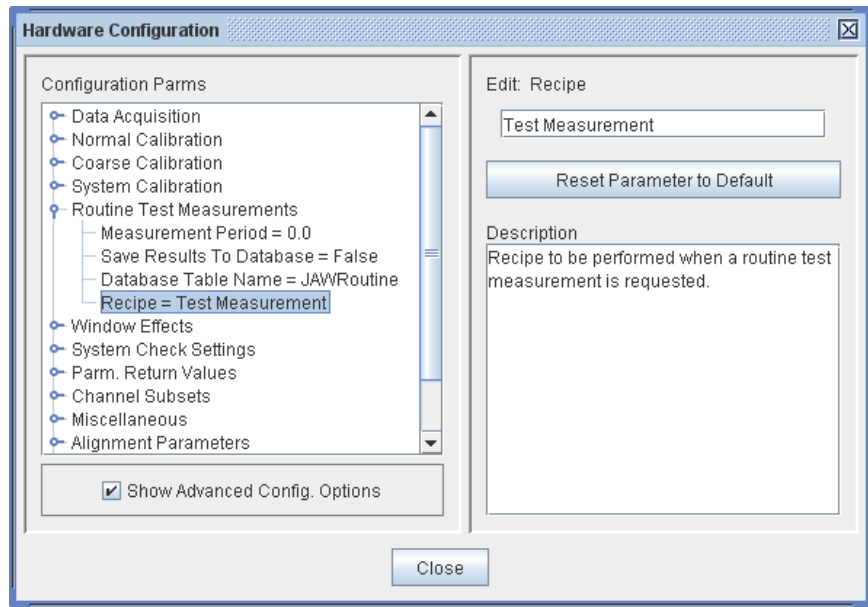 Hardware Configuration
Configuration Parms
Data Acquisition
Normal Calibration
Coarse Calibration
System Calibration
Routine Test Measurements
Measurement Period = 0.0
Save Results To Database = False
Database Table Name = JAWRoutine
Recipe = Test Measurement
Window Effects
System Check Settings
Parm. Return Values
Channel Subsets
Miscellaneous
Alignment Parameters
Show Advanced Config. Options
Edit: Recipe
Test Measurement
Reset Parameter to Default
Description
Recipe to be performed when a routine test
measurement is requested.
Close